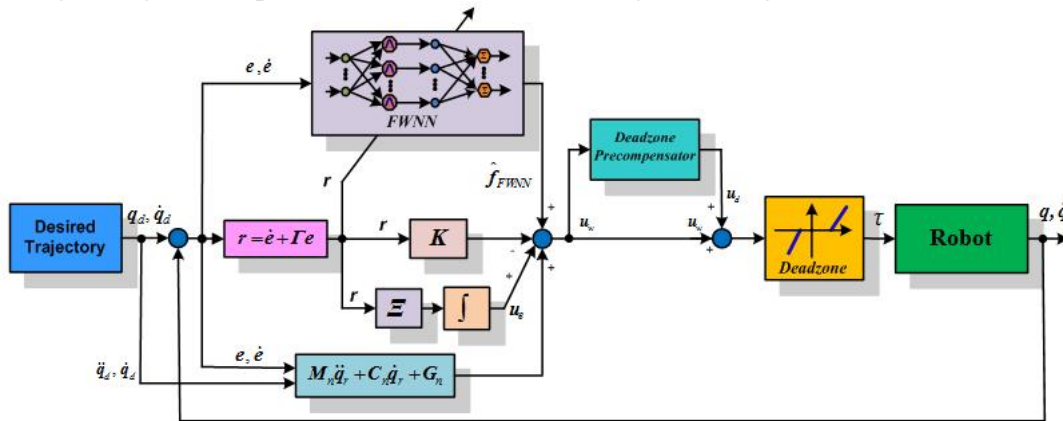 e, ė
FWNN
r
f̂_FWNN
Deadzone
Precompensator
u_d
Desired
Trajectory
q_d, q̇_d
r = ė + Γe
r
K
-
+
+
+
u_w
u_w
+
+
Deadzone
τ
Robot
q, q̇
r
Ξ
∫
q̈_d, q̇_d
e, ė
M_n q̈_r + C_n q̇_r + G_n